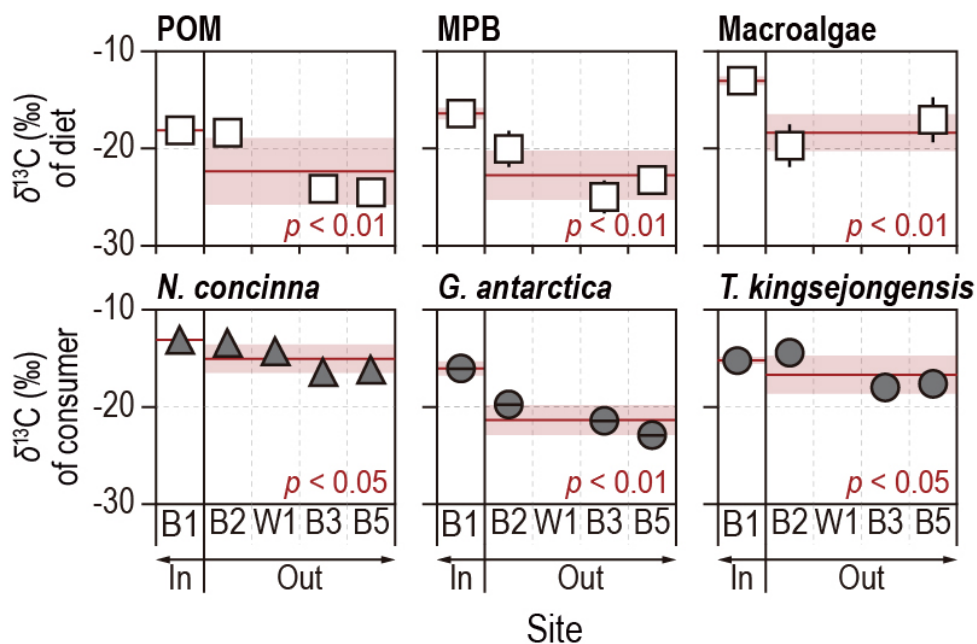 POM MPB Macroalgae
δ¹³C (‰) of diet
-10
-20
-30
p < 0.01 p < 0.01 p < 0.01
N. concinna G. antarctica T. kingsejongensis
δ¹³C (‰) of consumer
-10
-20
-30
p < 0.05 p < 0.01 p < 0.05
B1 B2 W1 B3 B5 B1 B2 W1 B3 B5 B1 B2 W1 B3 B5
In Out In Out In Out
Site